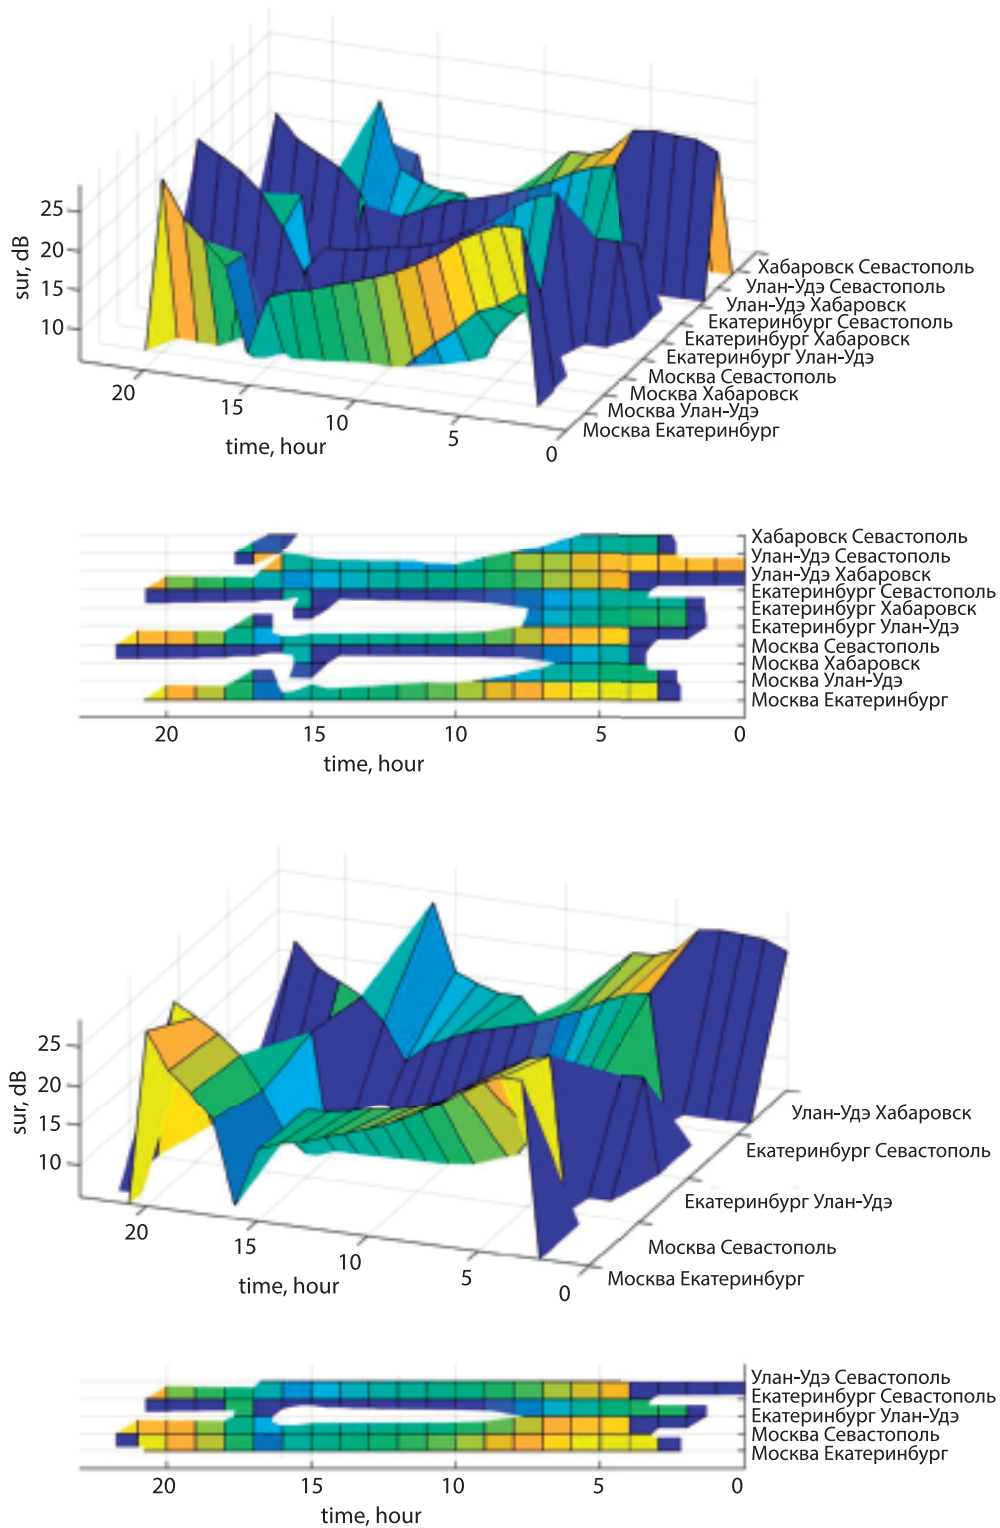 25
20
15
10
sur, dB
20
15
10
5
0
time, hour
Хабаровск Севастополь
Улан-Удэ Севастополь
Улан-Удэ Хабаровск
Екатеринбург Севастополь
Екатеринбург Хабаровск
Екатеринбург Улан-Удэ
Москва Севастополь
Москва Хабаровск
Москва Улан-Удэ
Москва Екатеринбург
Хабаровск Севастополь
Улан-Удэ Севастополь
Улан-Удэ Хабаровск
Екатеринбург Севастополь
Екатеринбург Хабаровск
Екатеринбург Улан-Удэ
Москва Севастополь
Москва Хабаровск
Москва Улан-Удэ
Москва Екатеринбург
20 15 10 5 0
time, hour
25
20
15
10
sur, dB
20
15
10
5
0
time, hour
Улан-Удэ Хабаровск
Екатеринбург Севастополь
Екатеринбург Улан-Удэ
Москва Севастополь
Москва Екатеринбург
Улан-Удэ Севастополь
Екатеринбург Севастополь
Екатеринбург Улан-Удэ
Москва Севастополь
Москва Екатеринбург
20 15 10 5 0
time, hour